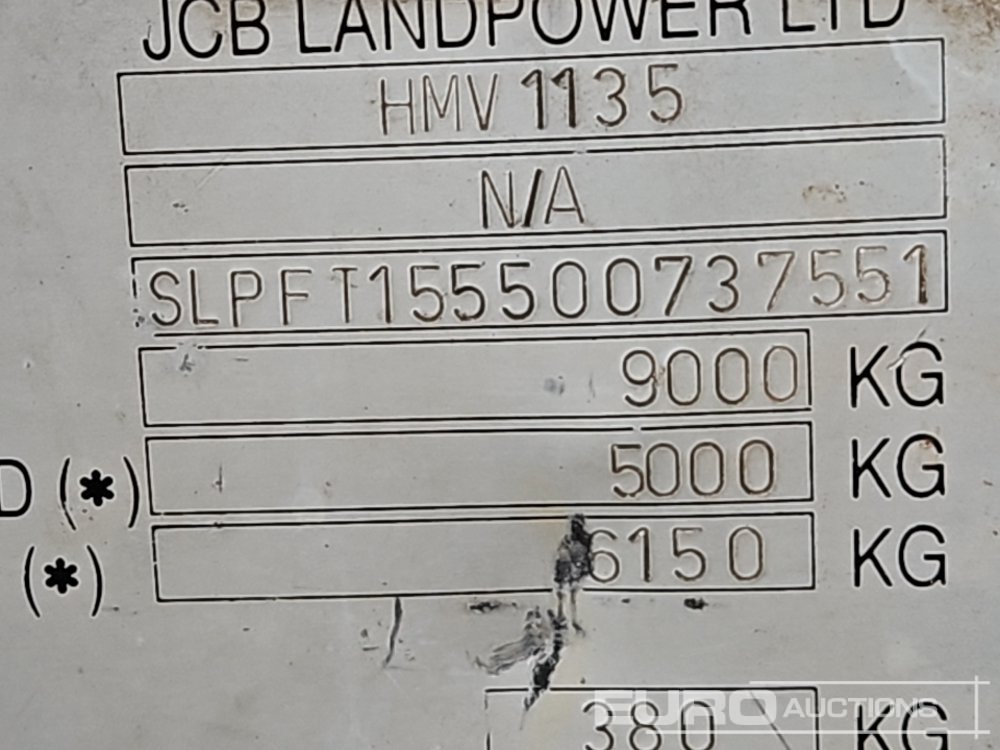 JCB LANDPOWER LTD
HMV 1135
N/A
SLPFT155500737551
9000 KG
D (*) 5000 KG
(*) 6150 KG
380 KG
EURO AUCTIONS